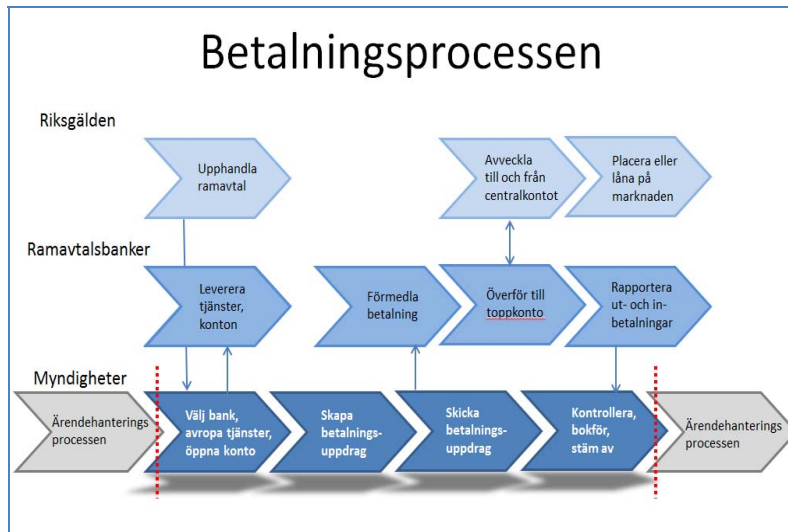 Betalningsprocessen
Riksgälden
Upphandla
ramavtal
Avveckla
till och från
centralkontot
Placera eller
låna på
marknaden
Ramavtalsbanker
Leverera
tjänster,
konton
Förmedla
betalning
Överför till
toppkonto
Rapportera
ut- och in-
betalningar
Myndigheter
Ärendehanterings
processen
Välj bank,
avropa tjänster,
öppna konto
Skapa
betalnings-
uppdrag
Skicka
betalnings-
uppdrag
Kontrollera,
bokför,
stäm av
Ärendehanterings
processen